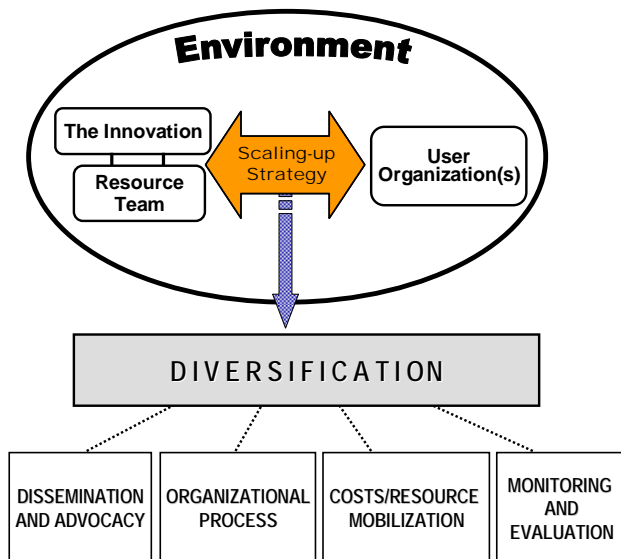 Environment
The Innovation
Resource
Team
Scaling-up
Strategy
User
Organization(s)
DIVERSIFICATION
DISSEMINATION
AND ADVOCACY
ORGANIZATIONAL
PROCESS
COSTS/RESOURCE
MOBILIZATION
MONITORING
AND
EVALUATION